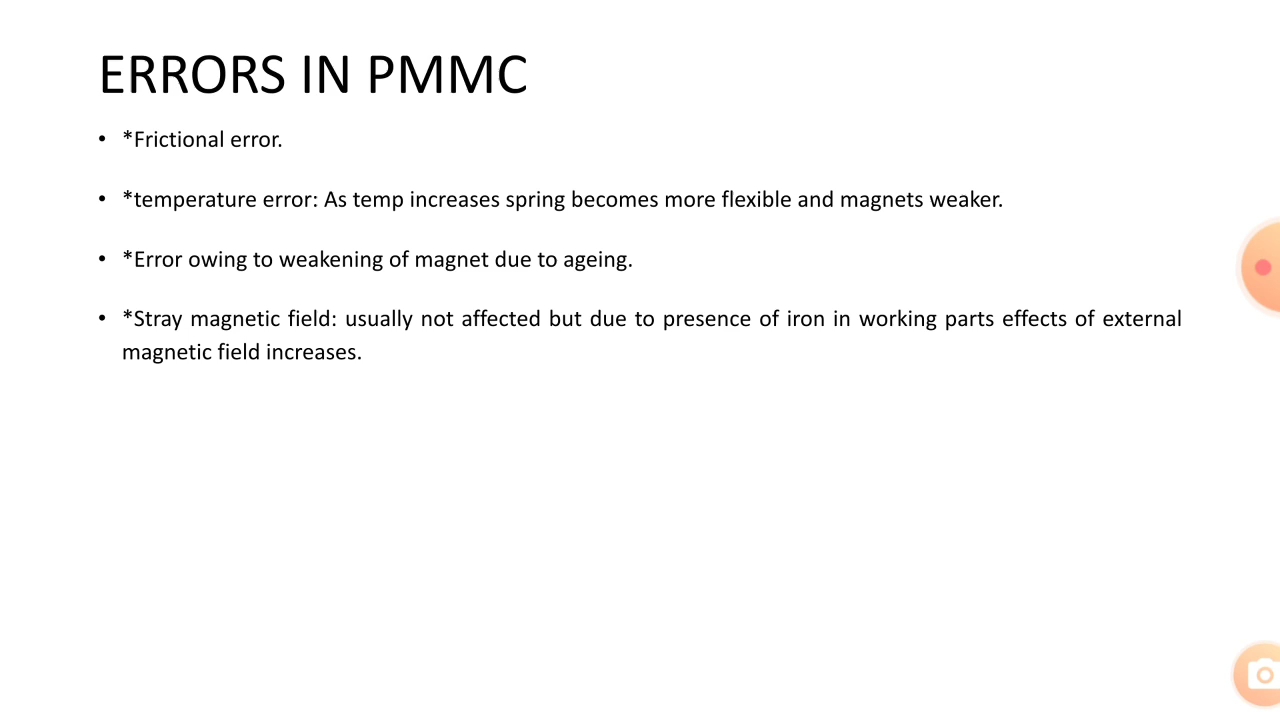 ERRORS IN PMMC
• *Frictional error.
• *temperature error: As temp increases spring becomes more flexible and magnets weaker.
• *Error owing to weakening of magnet due to ageing.
• *Stray magnetic field: usually not affected but due to presence of iron in working parts effects of external
magnetic field increases.